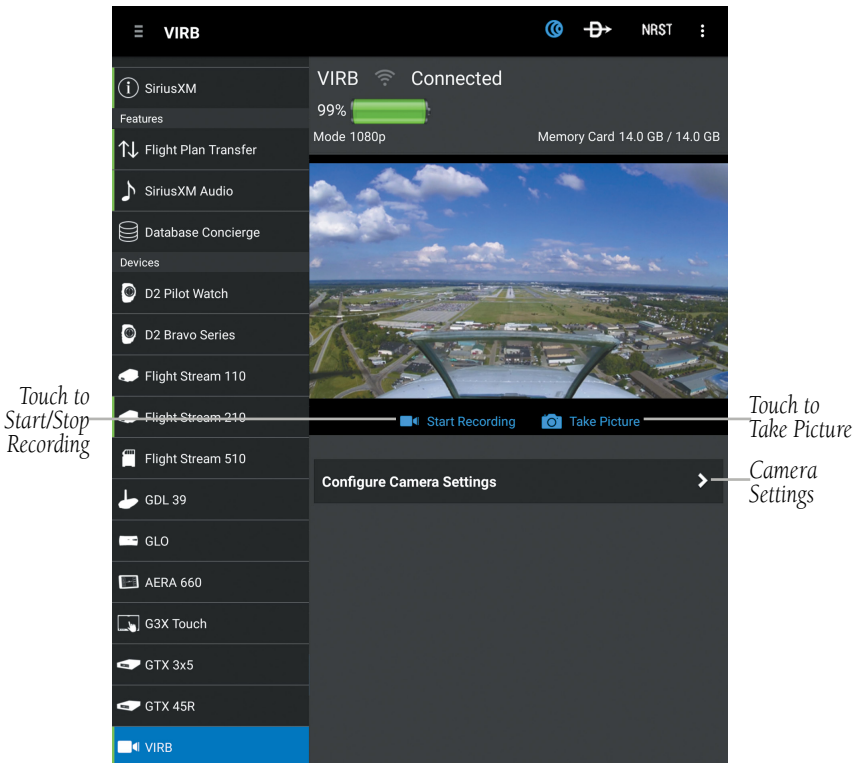 VIRB
NRST
SiriusXM
Features
Flight Plan Transfer
SiriusXM Audio
Database Concierge
Devices
D2 Pilot Watch
D2 Bravo Series
Flight Stream 110
Flight Stream 210
Flight Stream 510
GDL 39
GLO
AERA 660
G3X Touch
GTX 3x5
GTX 45R
VIRB
VIRB Connected
99%
Mode 1080p Memory Card 14.0 GB / 14.0 GB
Start Recording Take Picture
Configure Camera Settings
Touch to
Start/Stop
Recording
Touch to
Take Picture
Camera
Settings